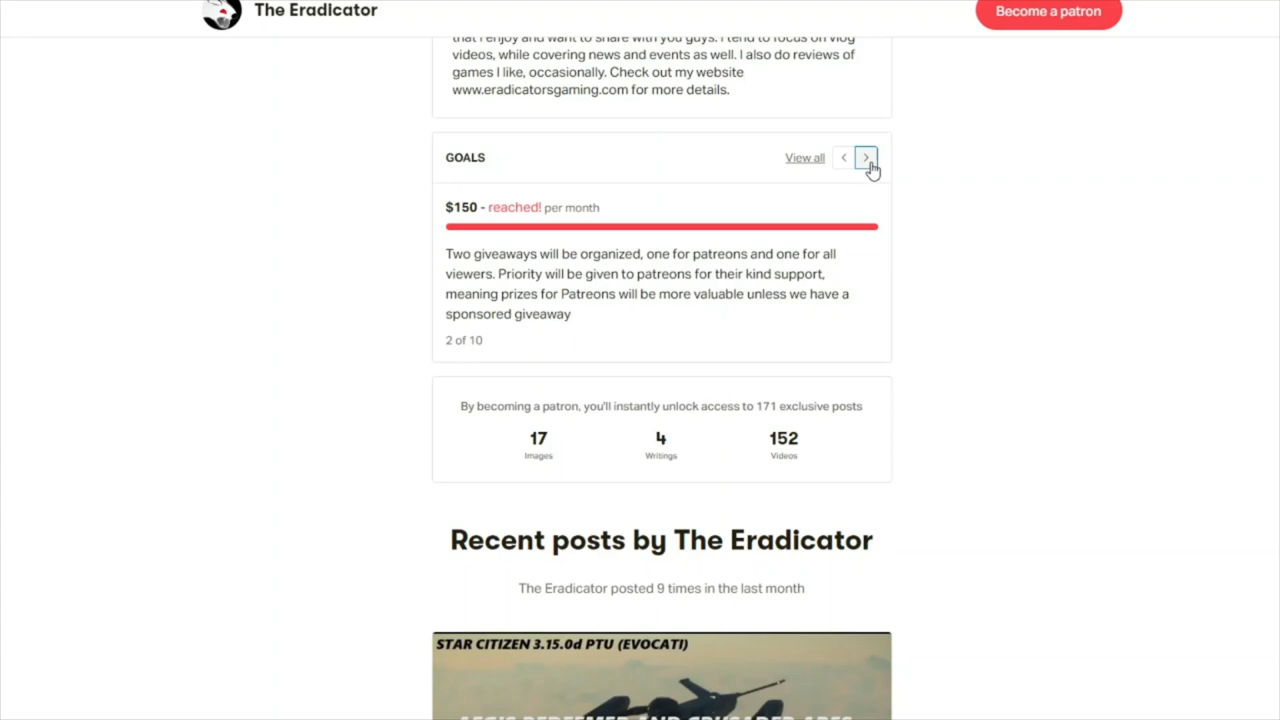 The Eradicator
Become a patron
that I enjoy and want to share with you guys. I tend to focus on vlog
videos, while covering news and events as well. I also do reviews of
games I like, occasionally. Check out my website
www.eradicatorsgaming.com for more details.
GOALS
View all
$150 - reached! per month
Two giveaways will be organized, one for patreons and one for all
viewers. Priority will be given to patreons for their kind support,
meaning prizes for Patreons will be more valuable unless we have a
sponsored giveaway
2 of 10
By becoming a patron, you'll instantly unlock access to 171 exclusive posts
17 4 152
Images Writings Videos
Recent posts by The Eradicator
The Eradicator posted 9 times in the last month
STAR CITIZEN 3.15.0d PTU (EVOCATI)
AEGIS REDEEMER AND CRUSADER ARES